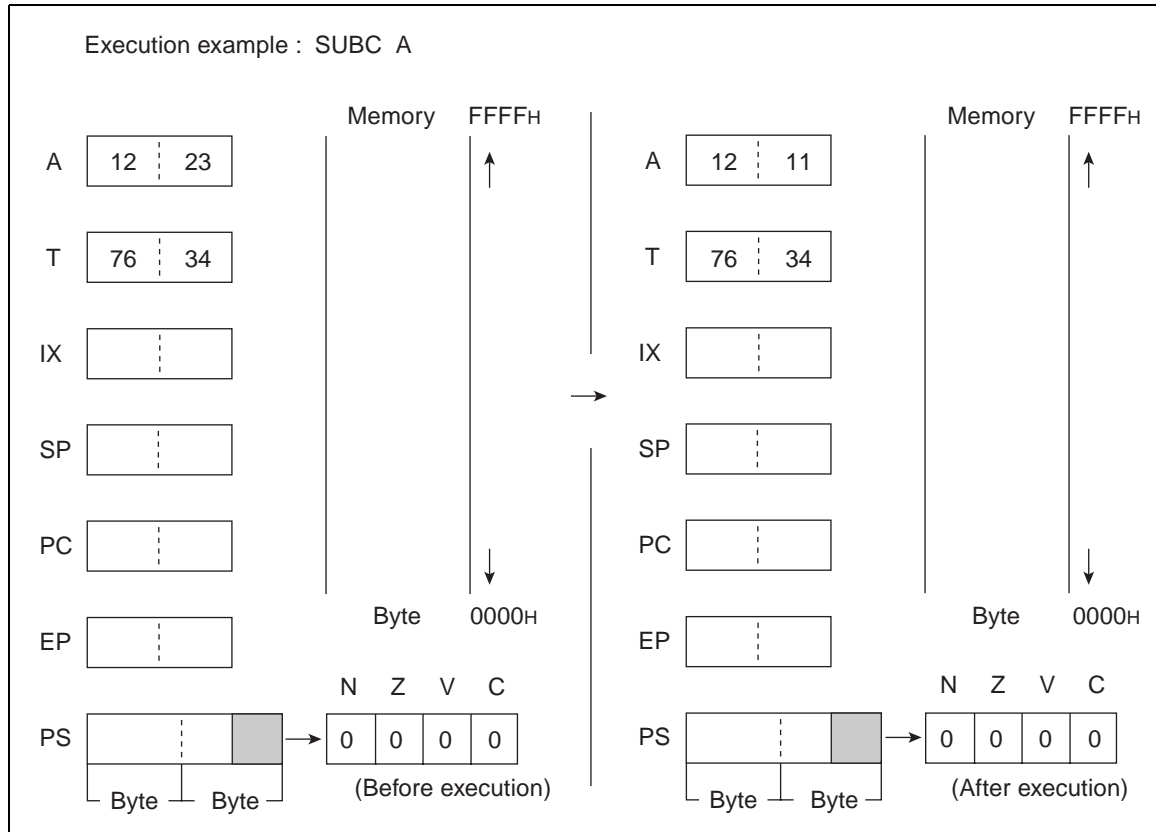 Execution example : SUBC A
Memory FFFFH
A 12 23
T 76 34
IX
SP
PC
Byte 0000H
EP
N Z V C
PS 0 0 0 0
Byte Byte (Before execution)
Memory FFFFH
A 12 11
T 76 34
IX
SP
PC
Byte 0000H
EP
N Z V C
PS 0 0 0 0
Byte Byte (After execution)